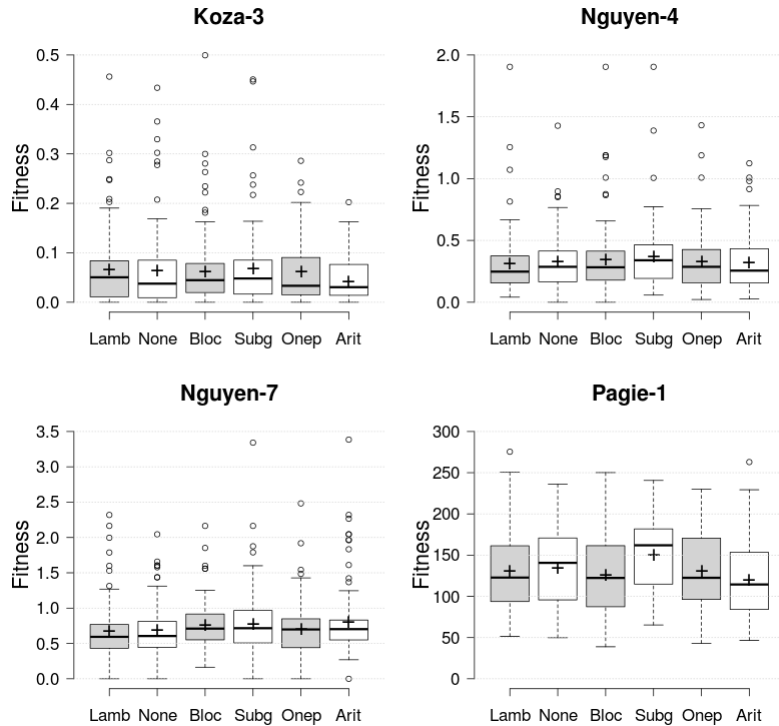 Koza-3
0.5
0.4
0.3
0.2
0.1
0.0
Fitness
Lamb None Bloc Subg Onep Arit
Nguyen-4
2.0
1.5
1.0
0.5
0.0
Fitness
Lamb None Bloc Subg Onep Arit
Nguyen-7
3.5
3.0
2.5
2.0
1.5
1.0
0.5
0.0
Fitness
Lamb None Bloc Subg Onep Arit
Pagie-1
300
250
200
150
100
50
0
Fitness
Lamb None Bloc Subg Onep Arit